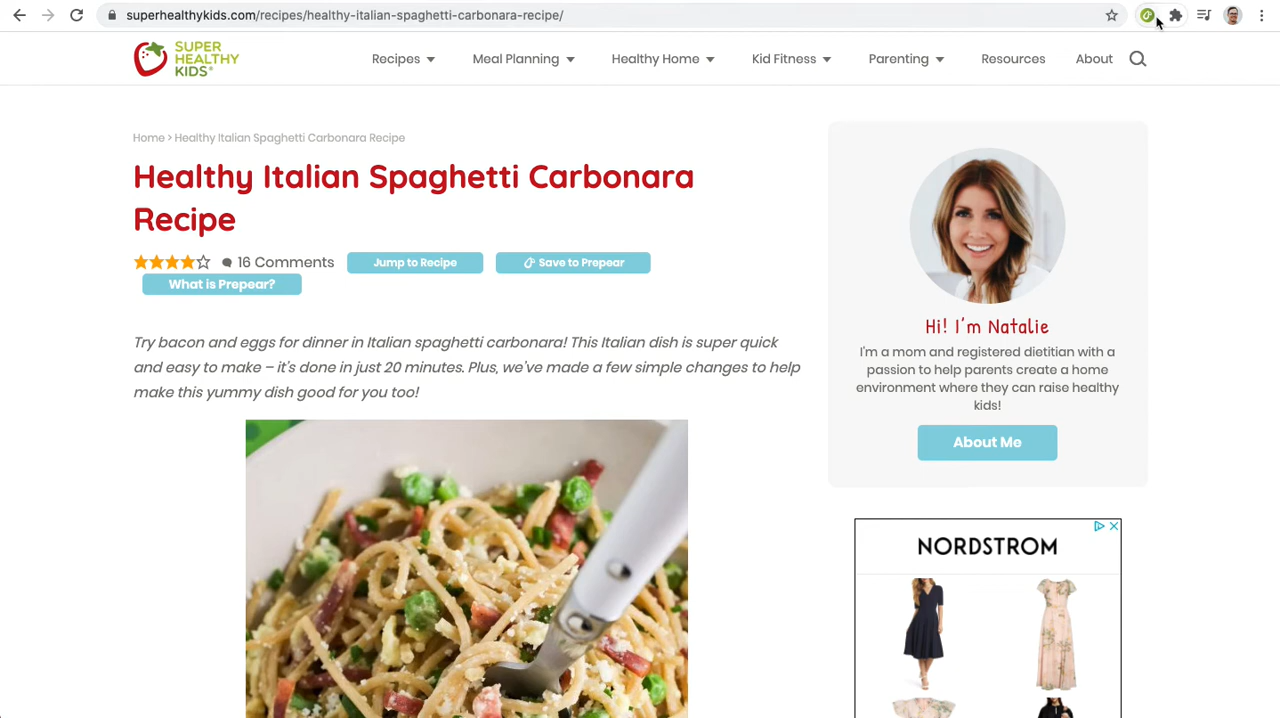 superhealthykids.com/recipes/healthy-italian-spaghetti-carbonara-recipe/
SUPER
HEALTHY
KIDS®
Recipes
Meal Planning
Healthy Home
Kid Fitness
Parenting
Resources
About
Home > Healthy Italian Spaghetti Carbonara Recipe
Healthy Italian Spaghetti Carbonara
Recipe
16 Comments
Jump to Recipe
Save to Prepear
What is Prepear?
Try bacon and eggs for dinner in Italian spaghetti carbonara! This Italian dish is super quick
and easy to make – it's done in just 20 minutes. Plus, we've made a few simple changes to help
make this yummy dish good for you too!
Hi! I'm Natalie
I'm a mom and registered dietitian with a
passion to help parents create a home
environment where they can raise healthy
kids!
About Me
NORDSTROM